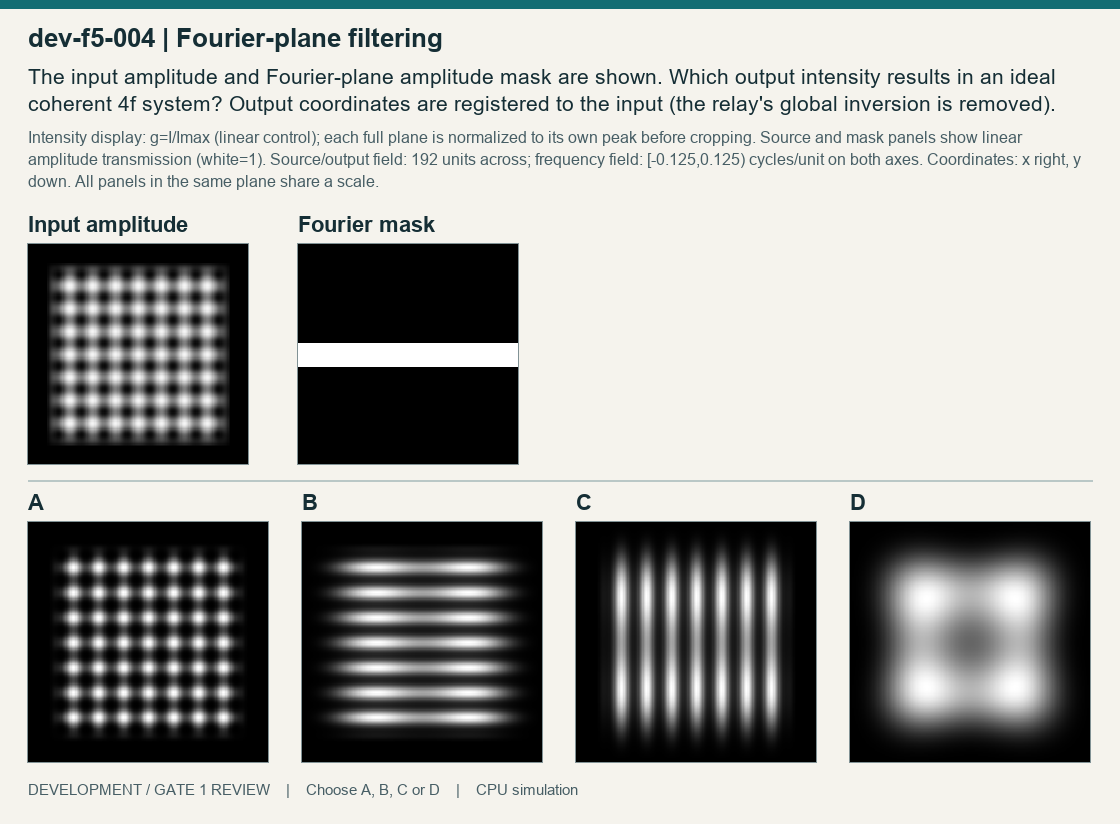 dev-f5-004 | Fourier-plane filtering
The input amplitude and Fourier-plane amplitude mask are shown. Which output intensity results in an ideal
coherent 4f system? Output coordinates are registered to the input (the relay's global inversion is removed).
Intensity display: g=I/Imax (linear control); each full plane is normalized to its own peak before cropping. Source and mask panels show linear
amplitude transmission (white=1). Source/output field: 192 units across; frequency field: [-0.125,0.125) cycles/unit on both axes. Coordinates: x right, y
down. All panels in the same plane share a scale.
Input amplitude Fourier mask
A B C D
DEVELOPMENT / GATE 1 REVIEW | Choose A, B, C or D | CPU simulation